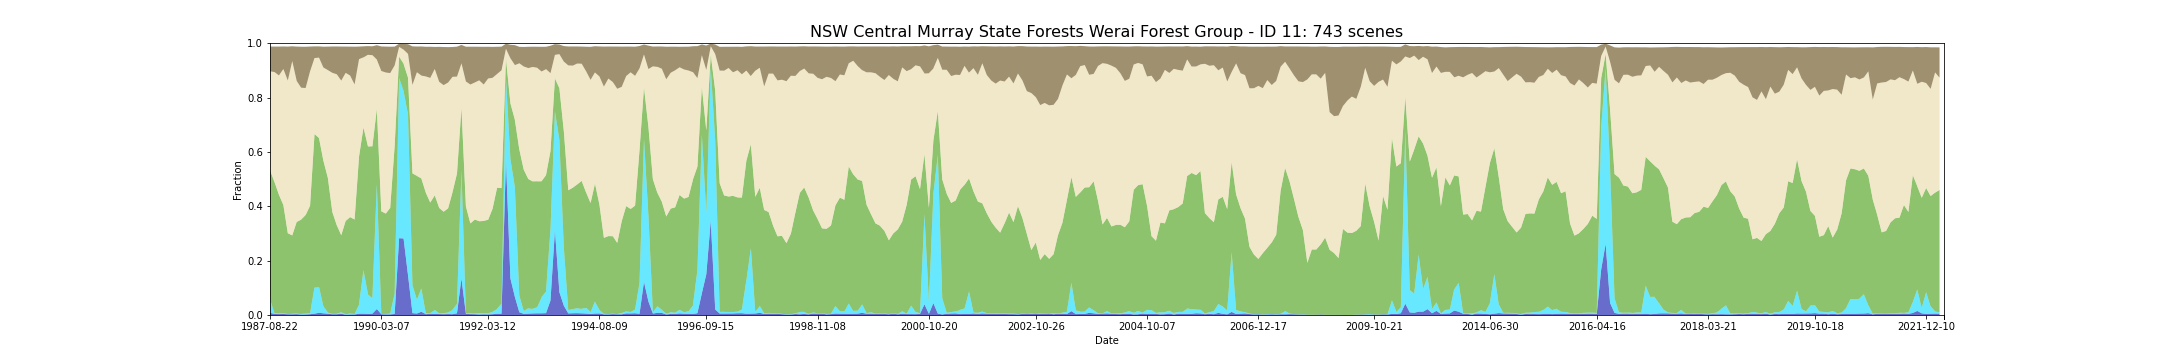 NSW Central Murray State Forests Werai Forest Group - ID 11: 743 scenes
1.0
0.8
0.6
0.4
0.2
0.0
Fraction
1987-08-22 1990-03-07 1992-03-12 1994-08-09 1996-09-15 1998-11-08 2000-10-20 2002-10-26 2004-10-07 2006-12-17 2009-10-21 2014-06-30 2016-04-16 2018-03-21 2019-10-18 2021-12-10
Date